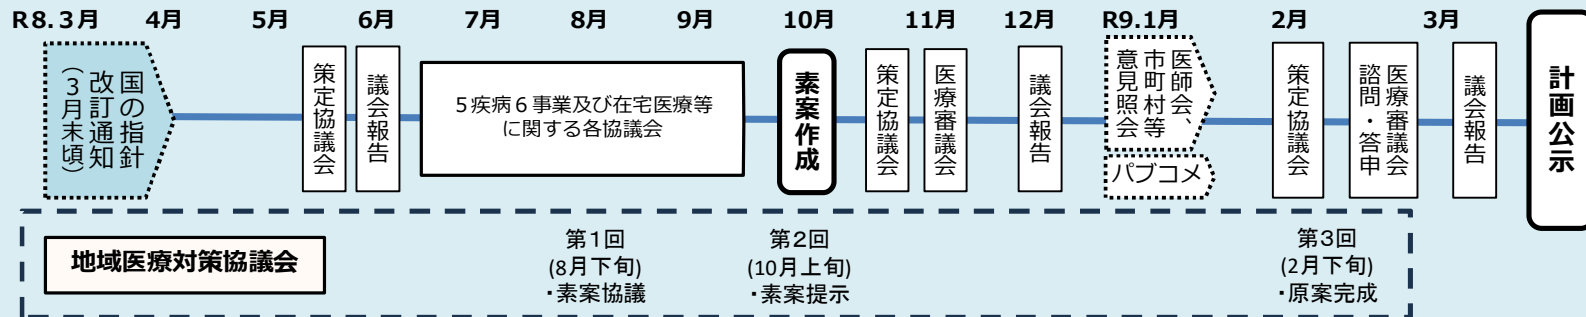 R8.3月 4月 5月 6月 7月 8月 9月 10月 11月 12月 R9.1月 2月 3月
国の指針
改訂通知
（３月末頃）
策定協議会
議会報告
５疾病６事業及び在宅医療等
に関する各協議会
素案作成
策定協議会
医療審議会
議会報告
医師会、
市町村等
意見照会
パブコメ
策定協議会
医療審議会
諮問・答申
議会報告
計画公示
地域医療対策協議会
第１回
(8月下旬)
・素案協議
第２回
(10月上旬)
・素案提示
第３回
(2月下旬)
・原案完成